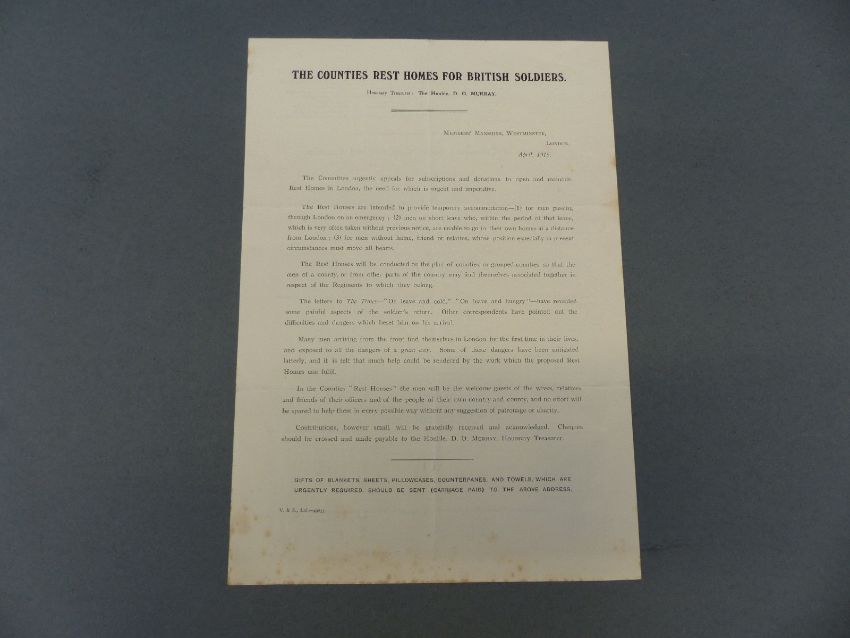 THE COUNTIES REST HOMES FOR BRITISH SOLDIERS.
Honorary Treasurer: The Honble. D. O. MURRAY.
Mansions, Westminster,
London.
April, 191
The Committee urgently appeals for subscriptions and donations to open and maintain
Rest Homes in London, the need for which is urgent and imperative.
The Rest Houses are intended to provide temporary accommodation—(1) for men passing
through London on an emergency; (2) men on short leave who, within the period of that leave,
which is very often taken without previous notice, are unable to go to their own homes at a distance
from London; (3) for men without home, friend or relative, whose position especially in present
circumstances must move all hearts.
The Rest Houses will be conducted on the plan of counties or grouped counties, so that the
men of a county, or from other parts of the country may find themselves associated together in
respect of the Regiments to which they belong.
The letters to The Times—"On leave and cold," "On leave and hungry"—have revealed
some painful aspects of the soldier's return. Other correspondents have pointed out the
difficulties and dangers which beset him on his arrival.
Many men arriving from the front find themselves in London for the first time in their lives,
and exposed to all the dangers of a great city. Some of these dangers have been mitigated
latterly, and it is felt that much help could be rendered by the work which the proposed Rest
Homes can fulfil.
In the Counties "Rest Houses" the men will be the welcome guests of the wives, relatives
and friends of their officers and of the people of their own country and county, and no effort will
be spared to help them in every possible way without any suggestion of patronage or charity.
Contributions, however small, will be gratefully received and acknowledged. Cheques
should be crossed and made payable to the Honble. D. O. Murray, Honorary Treasurer.
GIFTS OF BLANKETS, SHEETS, PILLOWCASES, COUNTERPANES, AND TOWELS, WHICH ARE
URGENTLY REQUIRED, SHOULD BE SENT (CARRIAGE PAID) TO THE ABOVE ADDRESS.
V. & S., Ltd.